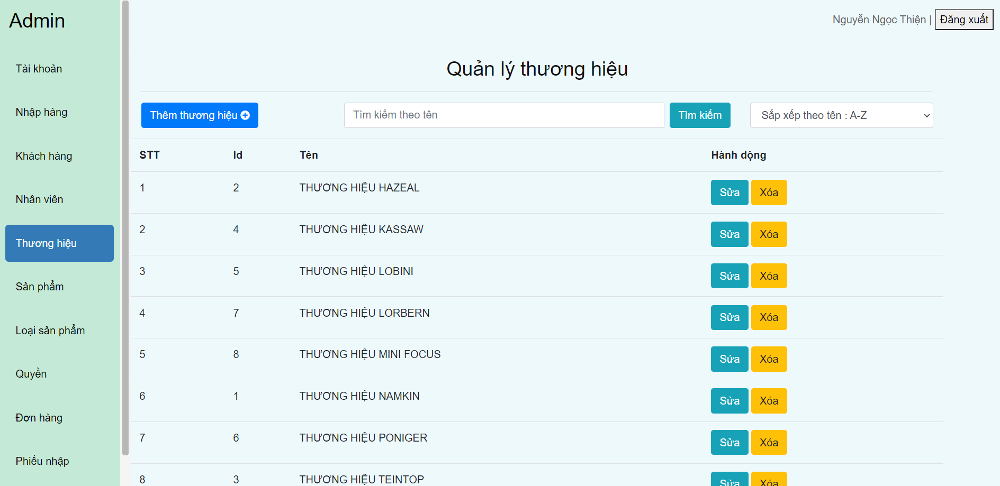 Admin
Nguyễn Ngọc Thiện | Đăng xuất
Tài khoản
Nhập hàng
Khách hàng
Nhân viên
Thương hiệu
Sản phẩm
Loại sản phẩm
Quyền
Đơn hàng
Phiếu nhập
Quản lý thương hiệu
Thêm thương hiệu
Tìm kiếm theo tên
Tìm kiếm
Sắp xếp theo tên : A-Z
STT Id Tên Hành động
1 2 THƯƠNG HIỆU HAZEAL Sửa Xóa
2 4 THƯƠNG HIỆU KASSAW Sửa Xóa
3 5 THƯƠNG HIỆU LOBINI Sửa Xóa
4 7 THƯƠNG HIỆU LORBERN Sửa Xóa
5 8 THƯƠNG HIỆU MINI FOCUS Sửa Xóa
6 1 THƯƠNG HIỆU NAMKIN Sửa Xóa
7 6 THƯƠNG HIỆU PONIGER Sửa Xóa
8 3 THƯƠNG HIỆU TEINTOP Sửa Xóa